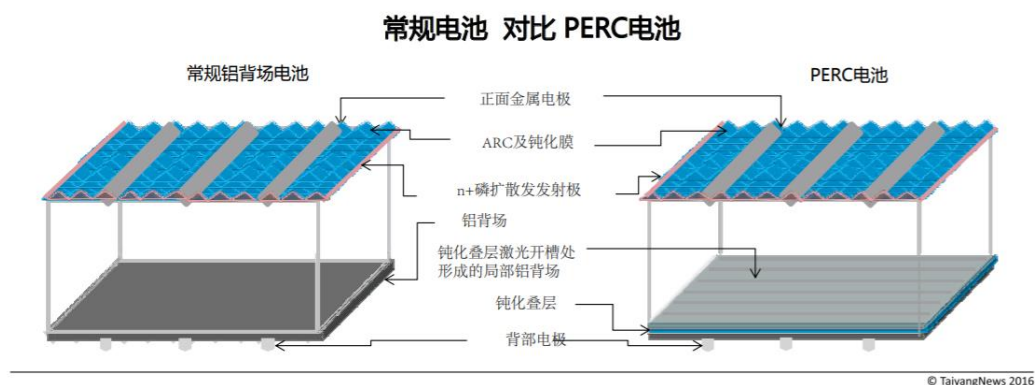 常规电池 对比 PERC电池
常规铝背场电池
PERC电池
正面金属电极
ARC及钝化膜
n+磷扩散发发射极
铝背场
钝化叠层激光开槽处
形成的局部铝背场
钝化叠层
背部电极
© TaiyangNews 2016